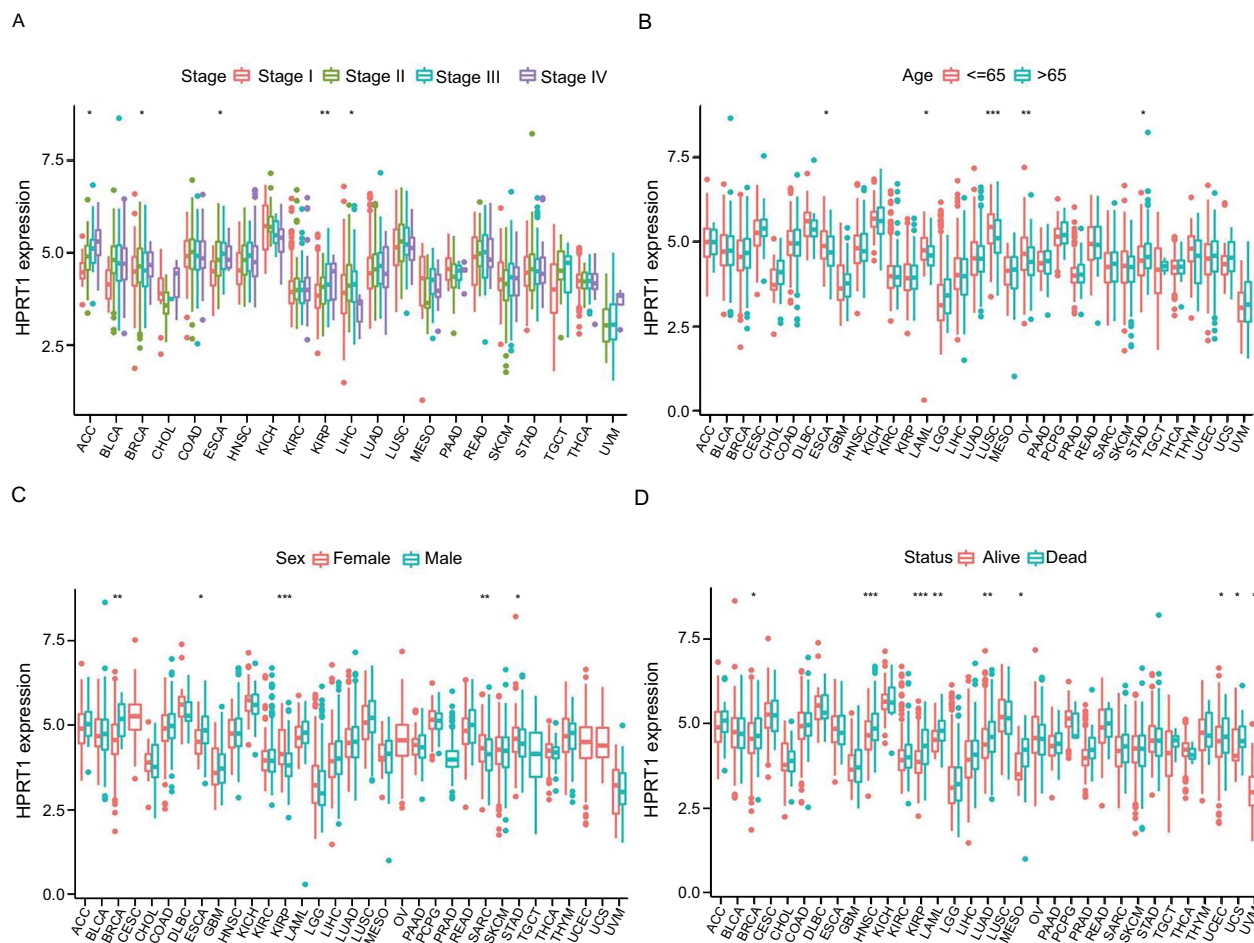 A
Stage Stage I Stage II Stage III Stage IV
* * * ** *
HPRT1 expression
7.5
5.0
2.5
ACC BLCA BRCA CHOL COAD ESCA HNSC KICH KIRC KIRP LIHC LUAD LUSC MESO PAAD READ SKCM STAD TGCT THCA UVM
B
Age <=65 >65
* * *** ** *
HPRT1 expression
7.5
5.0
2.5
0.0
ACC BLCA BRCA CESC CHOL COAD DLBC ESCA GBM HNSC KICH KIRC KIRP LAML LGG LIHC LUAD LUSC MESO OV PAAD PCPG PRAD READ SARC SKCM STAD TGCT THCA THYM UCEC UCS UVM
C
Sex Female Male
** * *** ** *
HPRT1 expression
7.5
5.0
2.5
0.0
ACC BLCA BRCA CESC CHOL COAD DLBC ESCA GBM HNSC KICH KIRC KIRP LAML LGG LIHC LUAD LUSC MESO OV PAAD PCPG PRAD READ SARC SKCM STAD TGCT THCA THYM UCEC UCS UVM
D
Status Alive Dead
* *** *** ** ** * * * *
HPRT1 expression
7.5
5.0
2.5
0.0
ACC BLCA BRCA CESC CHOL COAD DLBC ESCA GBM HNSC KICH KIRC KIRP LAML LGG LIHC LUAD LUSC MESO OV PAAD PCPG PRAD READ SARC SKCM STAD TGCT THCA THYM UCEC UCS UVM